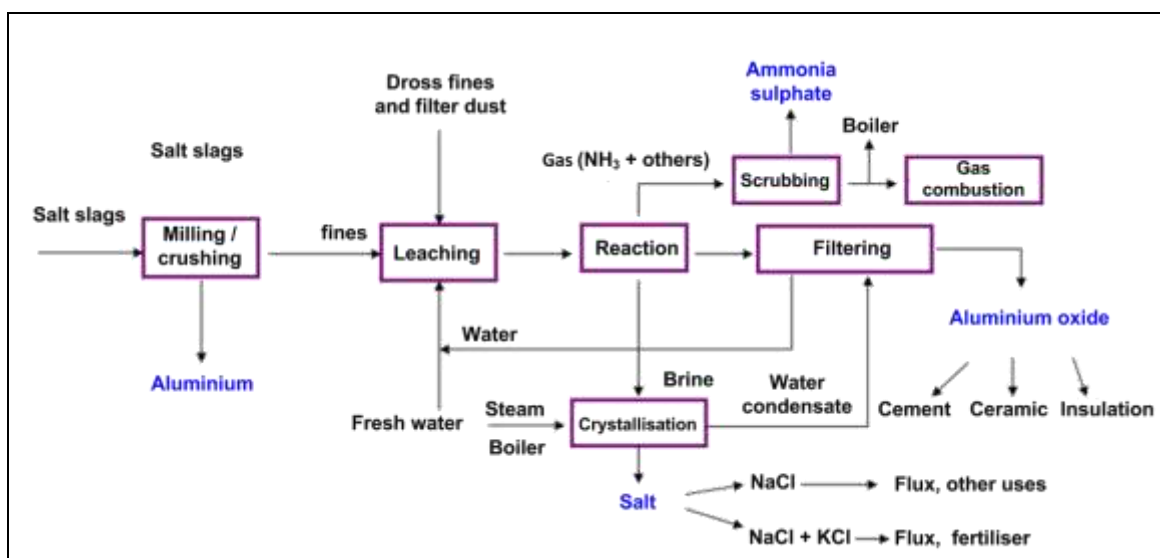 Ammonia
sulphate
Dross fines
and filter dust
Boiler
Salt slags
Gas (NH₃ + others)
Scrubbing
Gas
combustion
Salt slags
Milling /
crushing
fines
Leaching
Reaction
Filtering
Water
Aluminium oxide
Aluminium
Brine
Water
condensate
Cement
Ceramic
Insulation
Fresh water
Steam
Boiler
Crystallisation
Salt
NaCl
Flux, other uses
NaCl + KCl
Flux, fertiliser